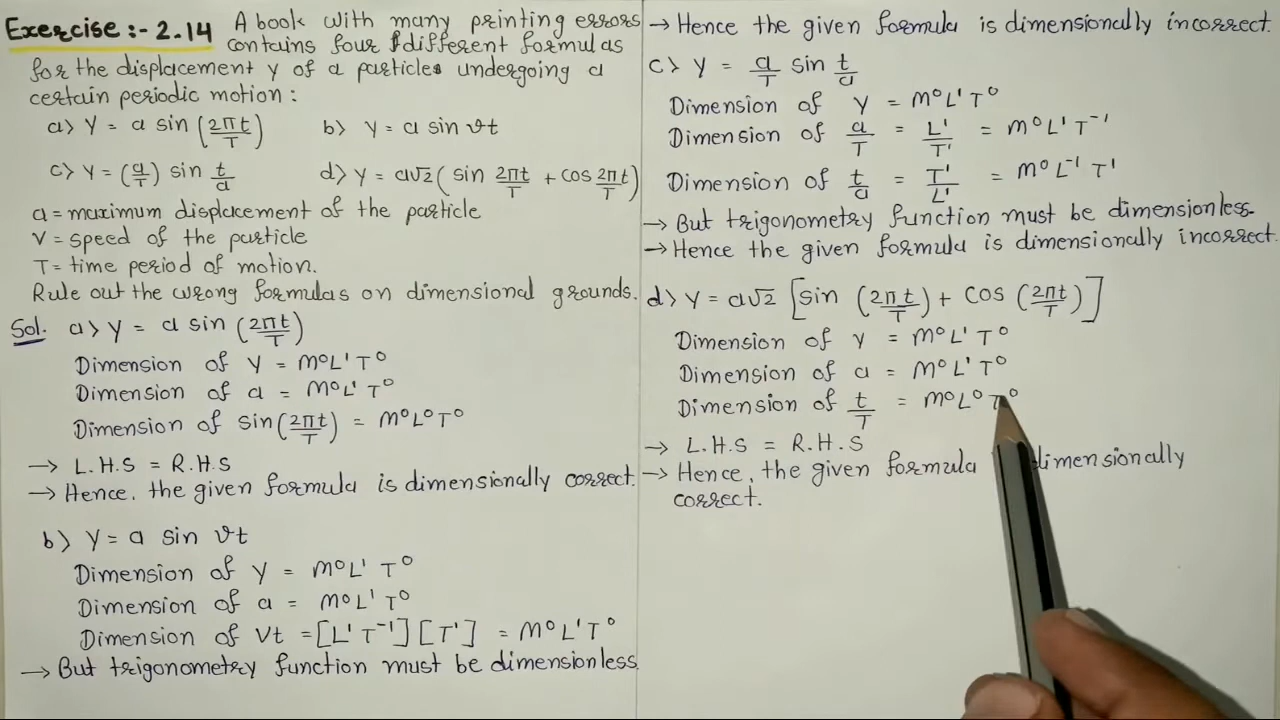 Exercise :- 2.14 A book with many printing errors
contains four different formulas
for the displacement y of a particles undergoing a
certain periodic motion :
a) y = a sin (2πt/T) b) y = a sin vt
c) y = (a/T) sin t/a d) y = a√2 (sin 2πt/T + cos 2πt/T)
a = maximum displacement of the particle
v = speed of the particle
T = time period of motion.
Rule out the wrong formulas on dimensional grounds.
Sol. a) y = a sin (2πt/T)
Dimension of y = M⁰L¹T⁰
Dimension of a = M⁰L¹T⁰
Dimension of sin(2πt/T) = M⁰L⁰T⁰
→ L.H.S = R.H.S
→ Hence, the given formula is dimensionally correct.
b) y = a sin vt
Dimension of y = M⁰L¹T⁰
Dimension of a = M⁰L¹T⁰
Dimension of vt = [L¹T⁻¹][T¹] = M⁰L¹T⁰
→ But trigonometry function must be dimensionless.
→ Hence the given formula is dimensionally incorrect.
c) y = a/T sin t/a
Dimension of y = M⁰L¹T⁰
Dimension of a/T = L¹/T¹ = M⁰L¹T⁻¹
Dimension of t/a = T¹/L¹ = M⁰L⁻¹T¹
→ But trigonometry function must be dimensionless.
→ Hence the given formula is dimensionally incorrect.
d) y = a√2 [sin (2πt/T) + cos (2πt/T)]
Dimension of y = M⁰L¹T⁰
Dimension of a = M⁰L¹T⁰
Dimension of t/T = M⁰L⁰T⁰
→ L.H.S = R.H.S
→ Hence, the given formula dimensionally
correct.